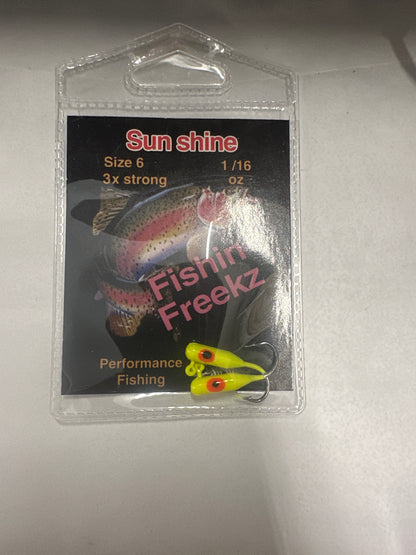 Sun shine
Size 6
3x strong
1 /16
oz
Fishin
Freekz
Performance
Fishing